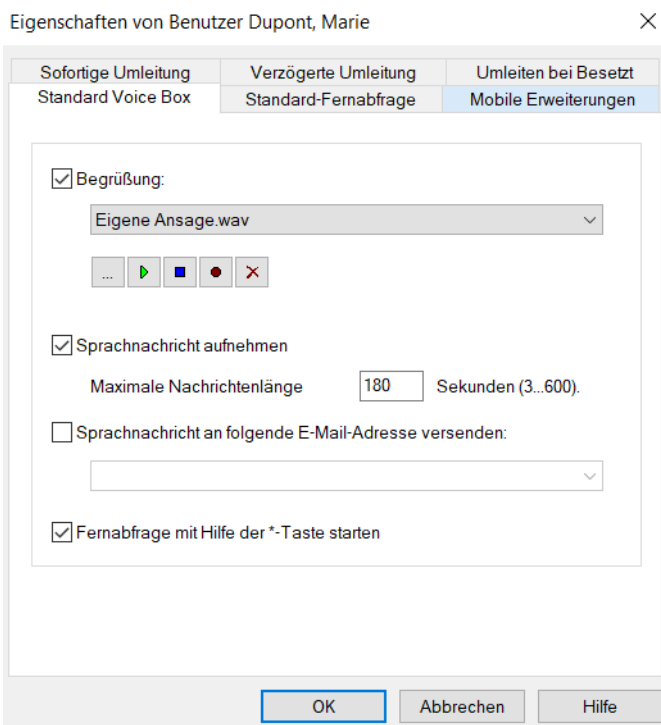 Eigenschaften von Benutzer Dupont, Marie
Sofortige Umleitung Verzögerte Umleitung Umleiten bei Besetzt
Standard Voice Box Standard-Fernabfrage Mobile Erweiterungen
Begrüßung:
Eigene Ansage.wav
...
Sprachnachricht aufnehmen
Maximale Nachrichtenlänge 180 Sekunden (3...600).
Sprachnachricht an folgende E-Mail-Adresse versenden:
Fernabfrage mit Hilfe der *-Taste starten
OK Abbrechen Hilfe